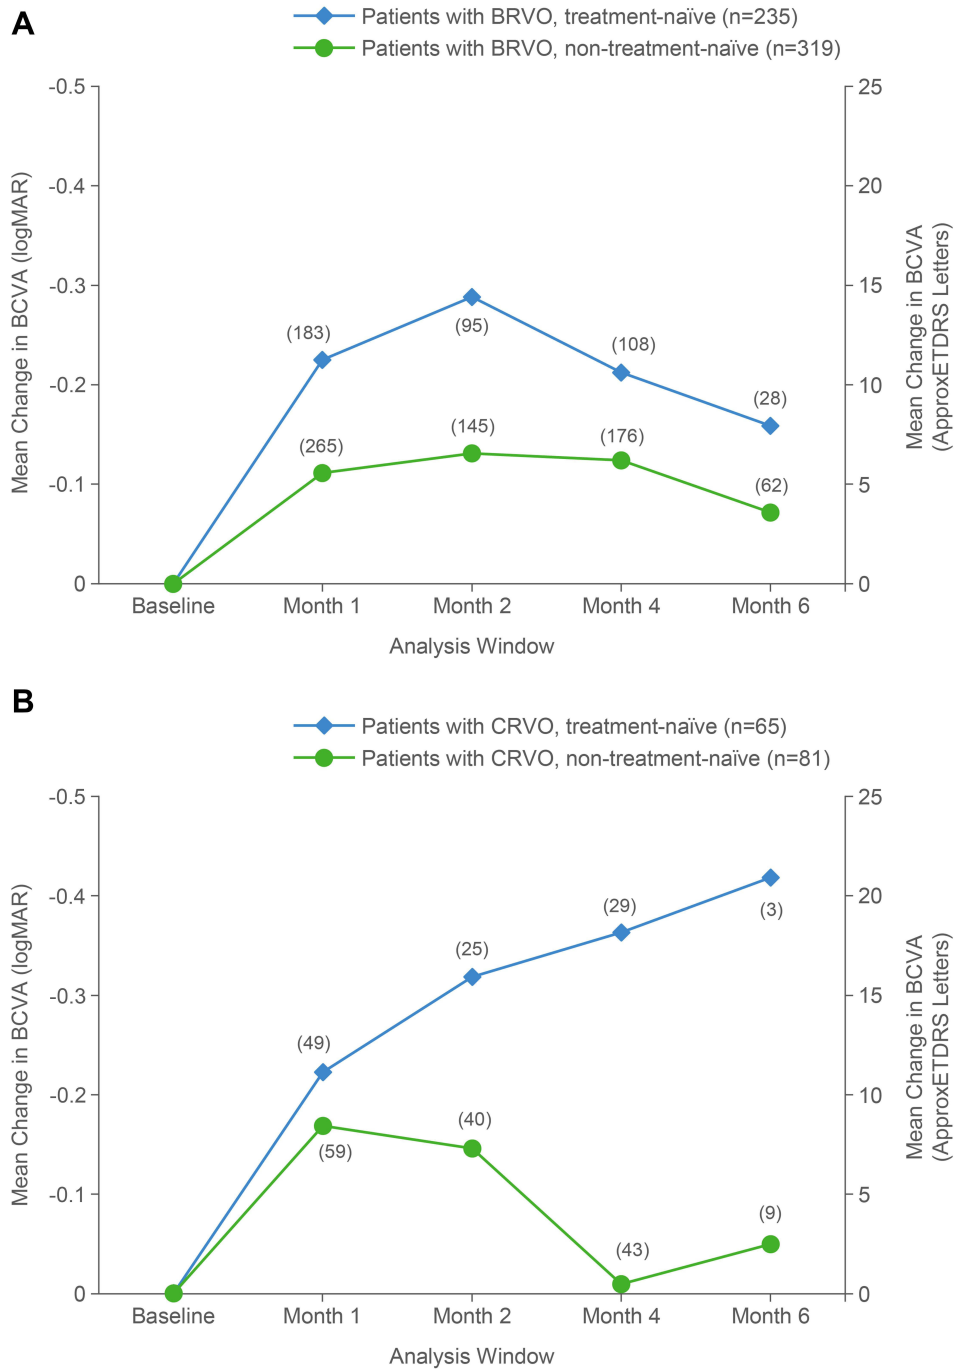 A
Patients with BRVO, treatment-naïve (n=235)
Patients with BRVO, non-treatment-naïve (n=319)
Mean Change in BCVA (logMAR)
-0.5
-0.4
-0.3
-0.2
-0.1
0
(183)
(95)
(108)
(28)
(265)
(145)
(176)
(62)
25
20
15
10
5
0
Mean Change in BCVA
(ApproxETDRS Letters)
Baseline Month 1 Month 2 Month 4 Month 6
Analysis Window
B
Patients with CRVO, treatment-naïve (n=65)
Patients with CRVO, non-treatment-naïve (n=81)
Mean Change in BCVA (logMAR)
-0.5
-0.4
-0.3
-0.2
-0.1
0
(49)
(25)
(29)
(3)
(59)
(40)
(43)
(9)
25
20
15
10
5
0
Mean Change in BCVA
(ApproxETDRS Letters)
Baseline Month 1 Month 2 Month 4 Month 6
Analysis Window